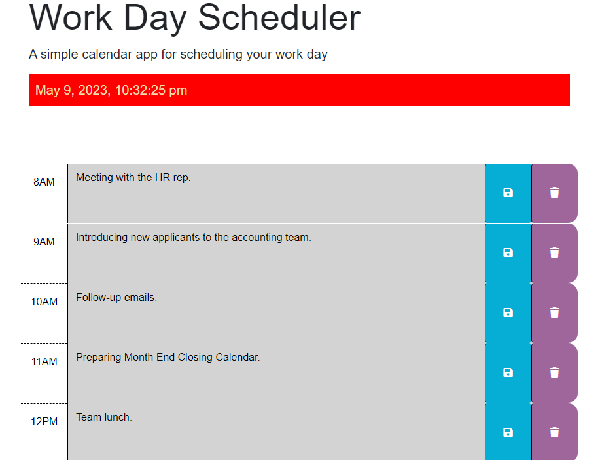 Work Day Scheduler
A simple calendar app for scheduling your work day
May 9, 2023, 10:32:25 pm
8AM Meeting with the HR rep.
9AM Introducing new applicants to the accounting team.
10AM Follow-up emails.
11AM Preparing Month End Closing Calendar.
12PM Team lunch.